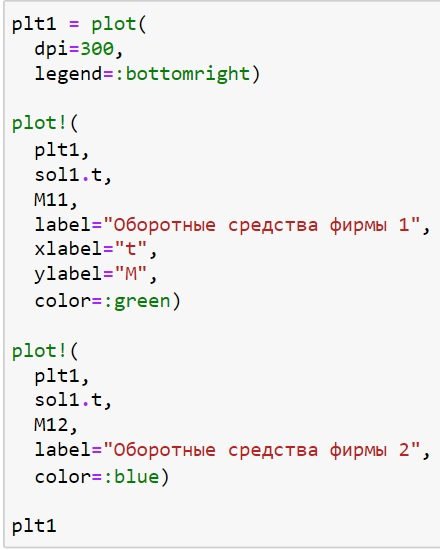 plt1 = plot(
  dpi=300,
  legend=:bottomright)

plot!(
  plt1,
  sol1.t,
  M11,
  label="Оборотные средства фирмы 1",
  xlabel="t",
  ylabel="M",
  color=:green)

plot!(
  plt1,
  sol1.t,
  M12,
  label="Оборотные средства фирмы 2",
  color=:blue)

plt1